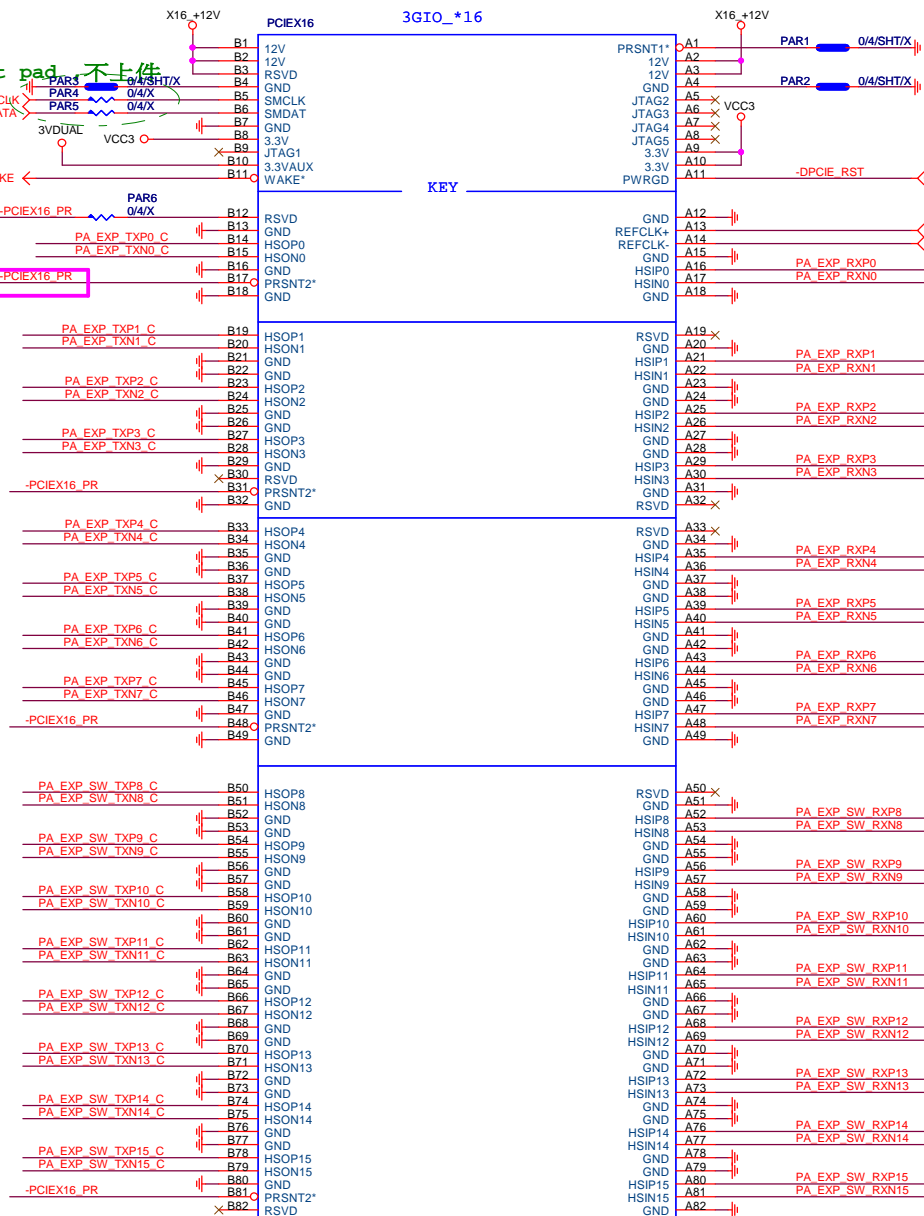 X16_+12V PCIEX16 3GIO_*16 X16_+12V
B1 12V PRSNT1* A1 PAR1 0/4/SHT/X
B2 12V 12V A2
B3 RSVD 12V A3
t pad 不上件
PAR3 0/4/SHT/X B4 GND GND A4 PAR2 0/4/SHT/X
CLK PAR4 0/4/X B5 SMCLK JTAG2 A5
ATA PAR5 0/4/X B6 SMDAT JTAG3 A6 VCC3
B7 GND JTAG4 A7
3VDUAL VCC3 B8 3.3V JTAG5 A8
B9 JTAG1 3.3V A9
B10 3.3VAUX 3.3V A10
KE B11 WAKE* PWRGD A11 -DPCIE_RST
KEY
-PCIEX16_PR PAR6 0/4/X B12 RSVD GND A12
B13 GND REFCLK+ A13
PA_EXP_TXP0_C B14 HSOP0 REFCLK- A14
PA_EXP_TXN0_C B15 HSON0 GND A15
B16 GND HSIP0 A16 PA_EXP_RXP0
-PCIEX16_PR B17 PRSNT2* HSIN0 A17 PA_EXP_RXN0
B18 GND GND A18
PA_EXP_TXP1_C B19 HSOP1 RSVD A19
PA_EXP_TXN1_C B20 HSON1 GND A20
B21 GND HSIP1 A21 PA_EXP_RXP1
B22 GND HSIN1 A22 PA_EXP_RXN1
PA_EXP_TXP2_C B23 HSOP2 GND A23
PA_EXP_TXN2_C B24 HSON2 GND A24
B25 GND HSIP2 A25 PA_EXP_RXP2
B26 GND HSIN2 A26 PA_EXP_RXN2
PA_EXP_TXP3_C B27 HSOP3 GND A27
PA_EXP_TXN3_C B28 HSON3 GND A28
B29 GND HSIP3 A29 PA_EXP_RXP3
B30 RSVD HSIN3 A30 PA_EXP_RXN3
-PCIEX16_PR B31 PRSNT2* GND A31
B32 GND RSVD A32
PA_EXP_TXP4_C B33 HSOP4 RSVD A33
PA_EXP_TXN4_C B34 HSON4 GND A34
B35 GND HSIP4 A35 PA_EXP_RXP4
B36 GND HSIN4 A36 PA_EXP_RXN4
PA_EXP_TXP5_C B37 HSOP5 GND A37
PA_EXP_TXN5_C B38 HSON5 GND A38
B39 GND HSIP5 A39 PA_EXP_RXP5
B40 GND HSIN5 A40 PA_EXP_RXN5
PA_EXP_TXP6_C B41 HSOP6 GND A41
PA_EXP_TXN6_C B42 HSON6 GND A42
B43 GND HSIP6 A43 PA_EXP_RXP6
B44 GND HSIN6 A44 PA_EXP_RXN6
PA_EXP_TXP7_C B45 HSOP7 GND A45
PA_EXP_TXN7_C B46 HSON7 GND A46
B47 GND HSIP7 A47 PA_EXP_RXP7
-PCIEX16_PR B48 PRSNT2* HSIN7 A48 PA_EXP_RXN7
B49 GND GND A49
PA_EXP_SW_TXP8_C B50 HSOP8 RSVD A50
PA_EXP_SW_TXN8_C B51 HSON8 GND A51
B52 GND HSIP8 A52 PA_EXP_SW_RXP8
B53 GND HSIN8 A53 PA_EXP_SW_RXN8
PA_EXP_SW_TXP9_C B54 HSOP9 GND A54
PA_EXP_SW_TXN9_C B55 HSON9 GND A55
B56 GND HSIP9 A56 PA_EXP_SW_RXP9
B57 GND HSIN9 A57 PA_EXP_SW_RXN9
PA_EXP_SW_TXP10_C B58 HSOP10 GND A58
PA_EXP_SW_TXN10_C B59 HSON10 GND A59
B60 GND HSIP10 A60 PA_EXP_SW_RXP10
B61 GND HSIN10 A61 PA_EXP_SW_RXN10
PA_EXP_SW_TXP11_C B62 HSOP11 GND A62
PA_EXP_SW_TXN11_C B63 HSON11 GND A63
B64 GND HSIP11 A64 PA_EXP_SW_RXP11
B65 GND HSIN11 A65 PA_EXP_SW_RXN11
PA_EXP_SW_TXP12_C B66 HSOP12 GND A66
PA_EXP_SW_TXN12_C B67 HSON12 GND A67
B68 GND HSIP12 A68 PA_EXP_SW_RXP12
B69 GND HSIN12 A69 PA_EXP_SW_RXN12
PA_EXP_SW_TXP13_C B70 HSOP13 GND A70
PA_EXP_SW_TXN13_C B71 HSON13 GND A71
B72 GND HSIP13 A72 PA_EXP_SW_RXP13
B73 GND HSIN13 A73 PA_EXP_SW_RXN13
PA_EXP_SW_TXP14_C B74 HSOP14 GND A74
PA_EXP_SW_TXN14_C B75 HSON14 GND A75
B76 GND HSIP14 A76 PA_EXP_SW_RXP14
B77 GND HSIN14 A77 PA_EXP_SW_RXN14
PA_EXP_SW_TXP15_C B78 HSOP15 GND A78
PA_EXP_SW_TXN15_C B79 HSON15 GND A79
B80 GND HSIP15 A80 PA_EXP_SW_RXP15
-PCIEX16_PR B81 PRSNT2* HSIN15 A81 PA_EXP_SW_RXN15
B82 RSVD GND A82